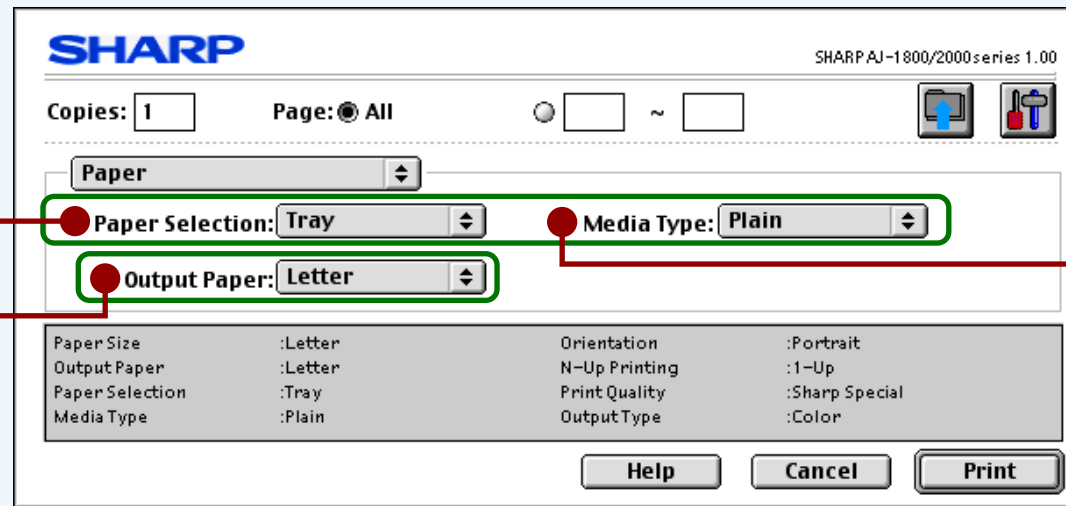 SHARP
SHARP AJ-1800/2000 series 1.00
Copies: 1 Page: All ~
Paper
Paper Selection: Tray Media Type: Plain
Output Paper: Letter
Paper Size :Letter Orientation :Portrait
Output Paper :Letter N-Up Printing :1-Up
Paper Selection :Tray Print Quality :Sharp Special
Media Type :Plain Output Type :Color
Help Cancel Print